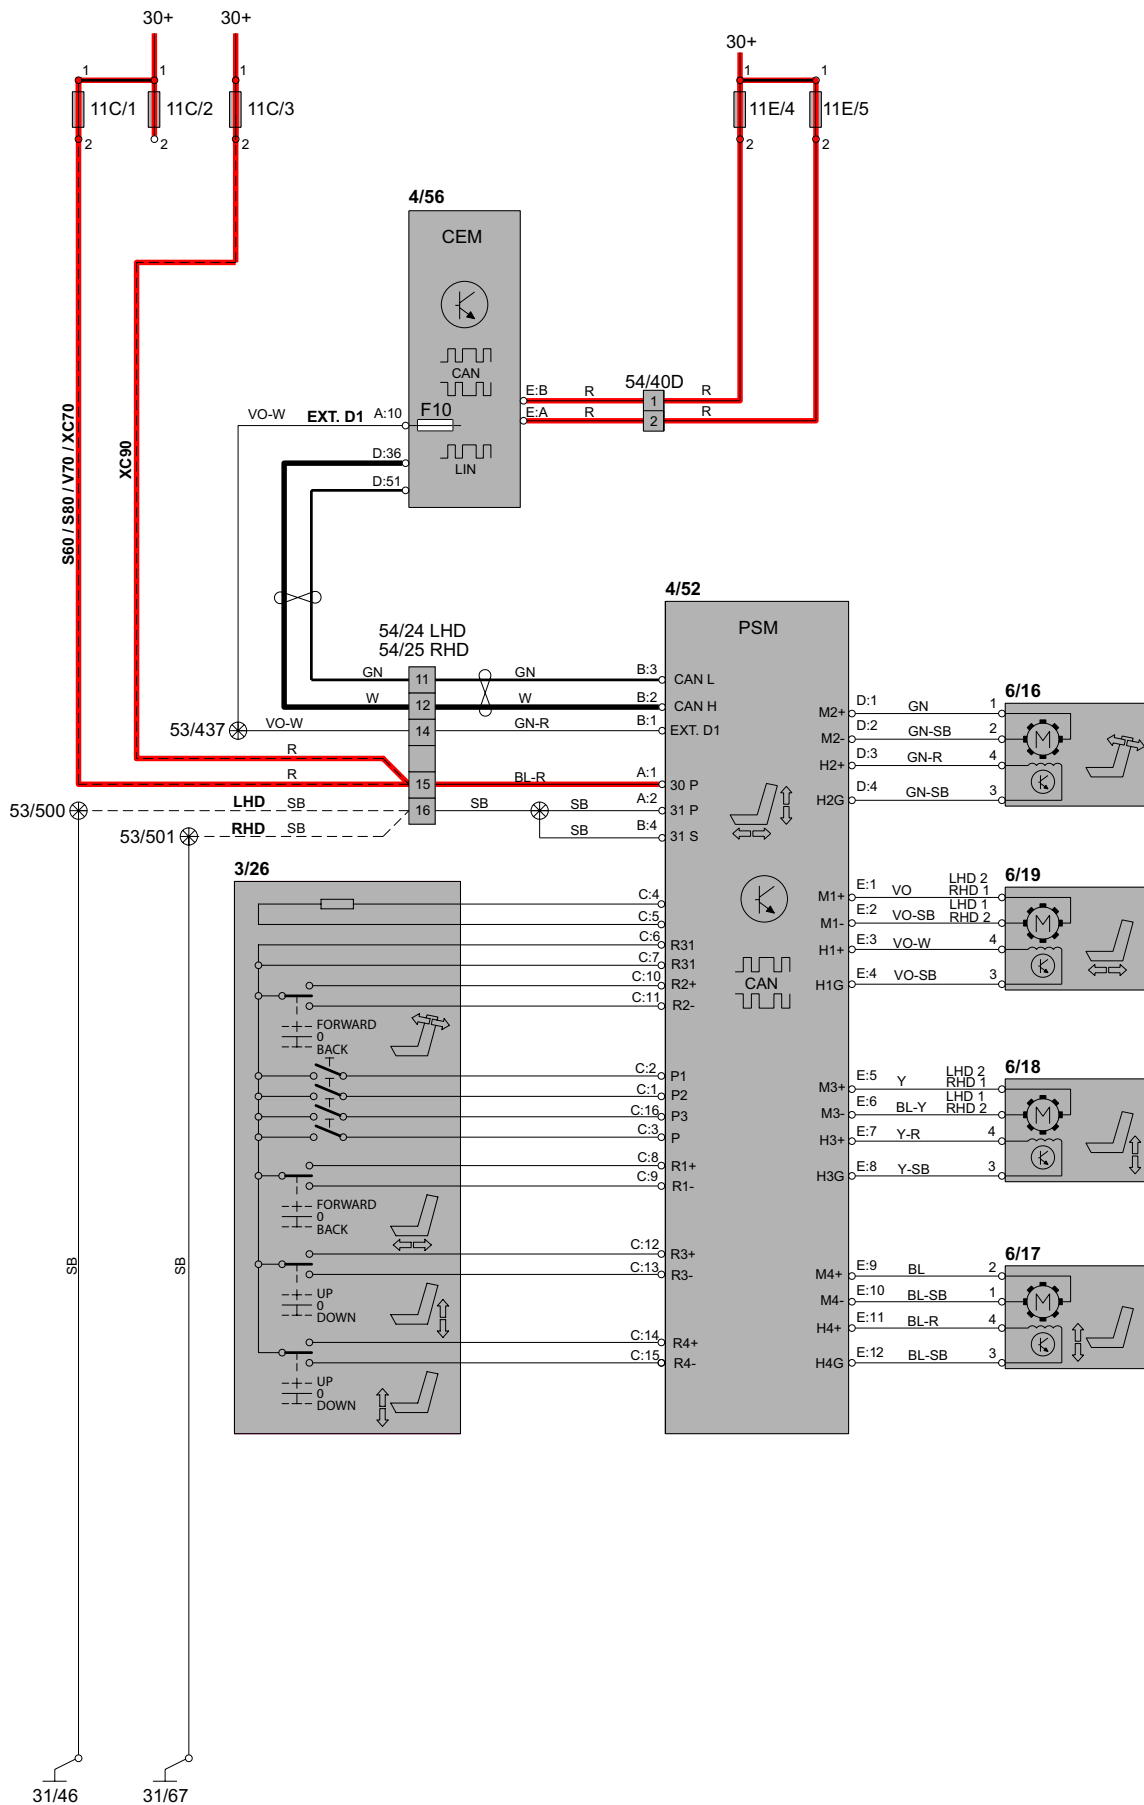 30+ 30+
30+
1 1 1 1 1
11C/1 11C/2 11C/3 11E/4 11E/5
2 2 2 2 2
4/56
CEM
CAN
54/40D
E:B R 1 R
E:A R 2 R
VO-W EXT. D1 A:10 F10
D:36
LIN
D:51
S60 / S80 / V70 / XC70
XC90
4/52
PSM
54/24 LHD
54/25 RHD
GN 11 GN B:3 CAN L
W 12 W B:2 CAN H
53/437 VO-W 14 GN-R B:1 EXT. D1
R
R 15 BL-R A:1 30 P
53/500 LHD SB 16 SB SB A:2 31 P
53/501 RHD SB SB B:4 31 S
6/16
M2+ D:1 GN 1
M2- D:2 GN-SB 2 M
H2+ D:3 GN-R 4
H2G D:4 GN-SB 3
3/26
C:4
C:5
C:6 R31
C:7 R31
C:10 R2+
C:11 R2-
CAN
FORWARD
0
BACK
6/19
M1+ E:1 VO LHD 2
RHD 1
M1- E:2 VO-SB LHD 1
RHD 2
M
H1+ E:3 VO-W 4
H1G E:4 VO-SB 3
C:2 P1
C:1 P2
C:16 P3
C:3 P
C:8 R1+
C:9 R1-
FORWARD
0
BACK
6/18
M3+ E:5 Y LHD 2
RHD 1
M3- E:6 BL-Y LHD 1
RHD 2
M
H3+ E:7 Y-R 4
H3G E:8 Y-SB 3
C:12 R3+
C:13 R3-
UP
0
DOWN
6/17
M4+ E:9 BL 2
M4- E:10 BL-SB 1 M
H4+ E:11 BL-R 4
H4G E:12 BL-SB 3
C:14 R4+
C:15 R4-
UP
0
DOWN
SB SB
31/46 31/67